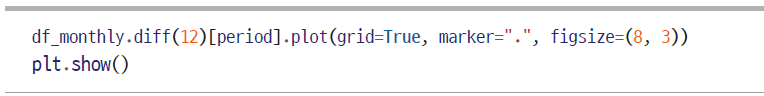 df_monthly.diff(12)[period].plot(grid=True, marker=".", figsize=(8, 3))
plt.show()